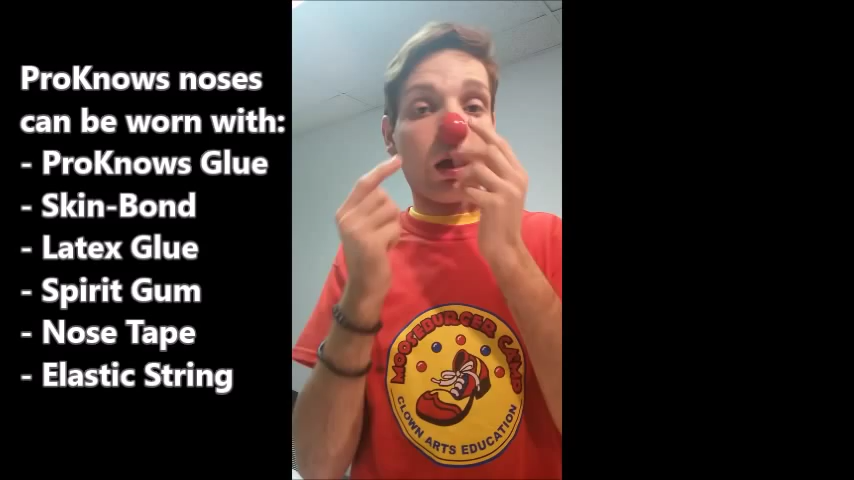 ProKnows noses
can be worn with:
- ProKnows Glue
- Skin-Bond
- Latex Glue
- Spirit Gum
- Nose Tape
- Elastic String
MOOSEBURGER CAMP
CLOWN ARTS EDUCATION